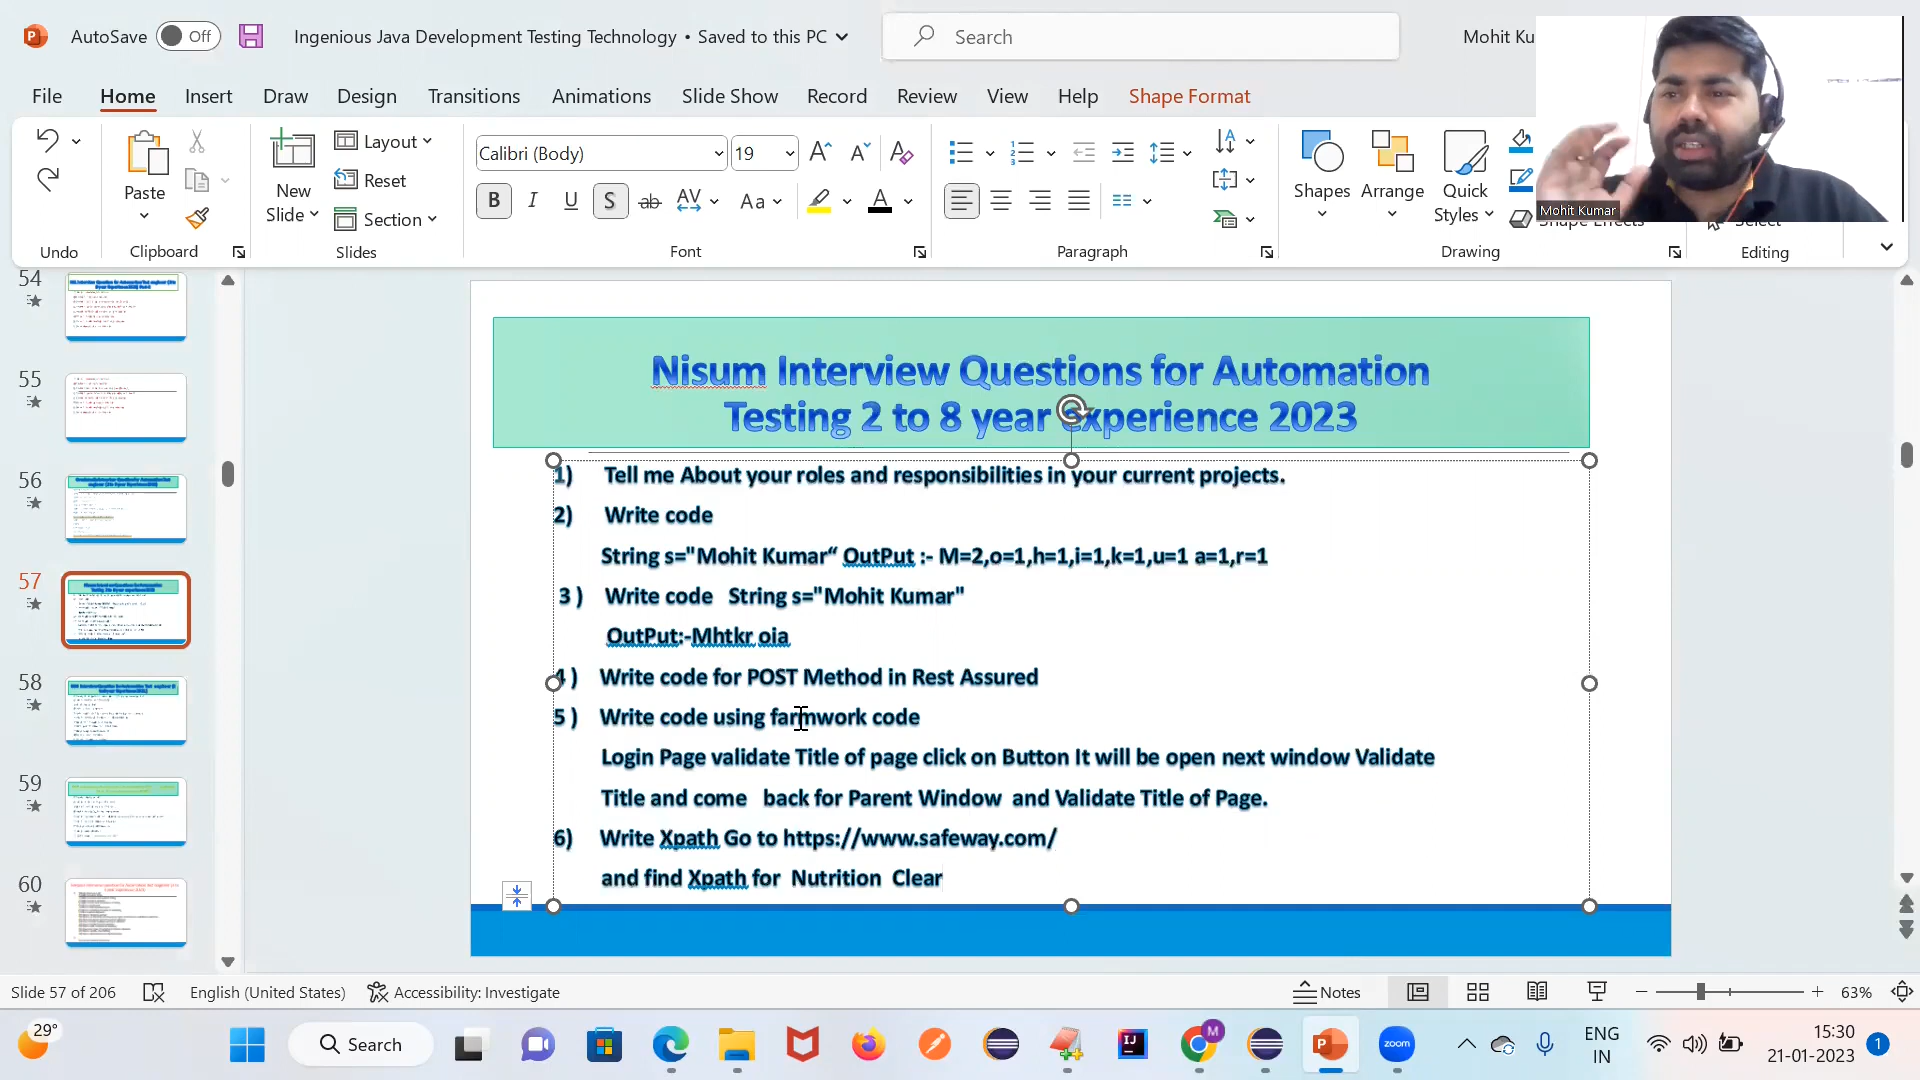 AutoSave Off Ingenious Java Development Testing Technology • Saved to this PC Search Mohit Ku
File Home Insert Draw Design Transitions Animations Slide Show Record Review View Help Shape Format
Paste
New Slide
Layout
Reset
Section
Calibri (Body) 19
B I U S ab AV Aa A
Shapes Arrange Quick Styles
Shape Effects
Select
Mohit Kumar
Undo Clipboard Slides Font Paragraph Drawing Editing
54
55
56
57
58
59
60
Nisum Interview Questions for Automation
Testing 2 to 8 year experience 2023
1) Tell me About your roles and responsibilities in your current projects.
2) Write code
String s="Mohit Kumar“ OutPut :- M=2,o=1,h=1,i=1,k=1,u=1 a=1,r=1
3 ) Write code String s="Mohit Kumar"
OutPut:-Mhtkr oia
4 ) Write code for POST Method in Rest Assured
5 ) Write code using farmwork code
Login Page validate Title of page click on Button It will be open next window Validate
Title and come back for Parent Window and Validate Title of Page.
6) Write Xpath Go to https://www.safeway.com/
and find Xpath for Nutrition Clear
Slide 57 of 206 English (United States) Accessibility: Investigate Notes 63%
29° Search zoom ENG IN 15:30 21-01-2023 1